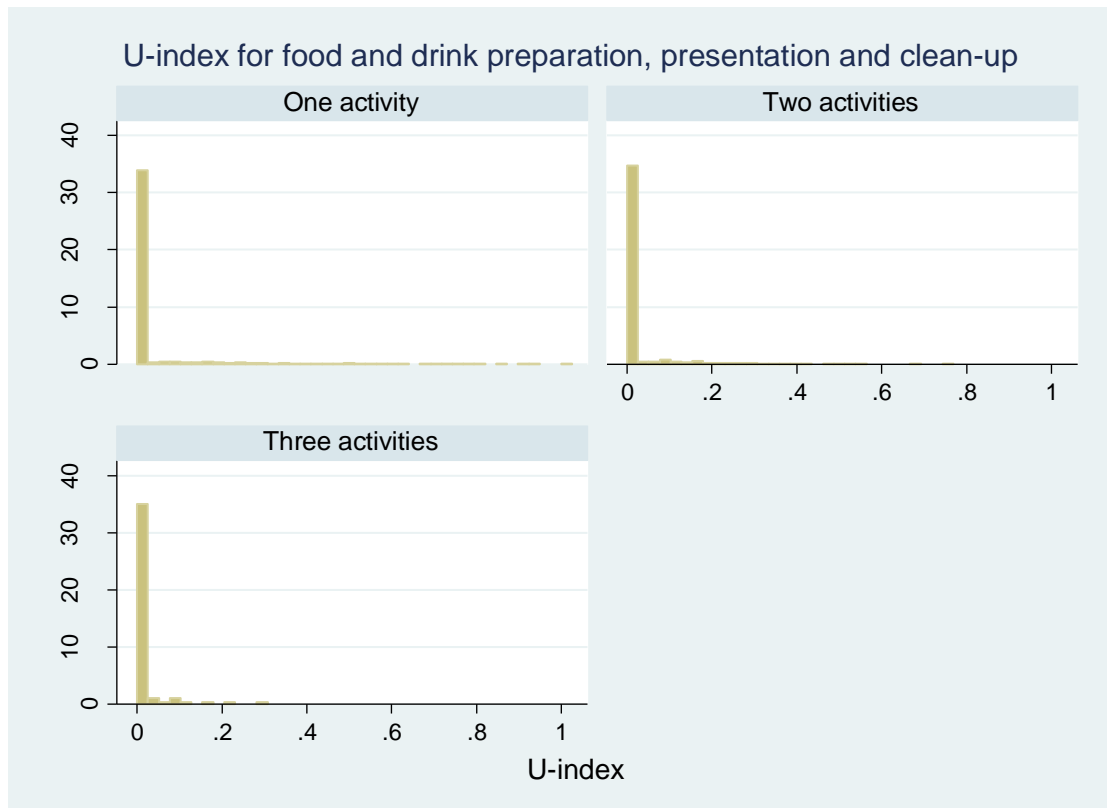 U-index for food and drink preparation, presentation and clean-up
One activity
Two activities
40
30
20
10
0
0 .2 .4 .6 .8 1
Three activities
40
30
20
10
0
0 .2 .4 .6 .8 1
U-index